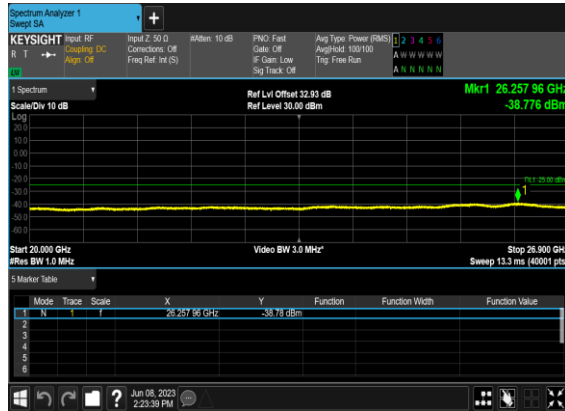 Spectrum Analyzer 1
Swept SA
+
KEYSIGHT Input: RF Input Z: 50 Ω #Atten: 10 dB PNO: Fast Avg Type: Power (RMS) 1 2 3 4 5 6
R T Coupling: DC Corrections: Off Gate: Off Avg|Hold: 100/100 A W W W W W
Align: Off Freq Ref: Int (S) IF Gain: Low Trig: Free Run A N N N N N
Sig Track: Off
1 Spectrum Ref Lvl Offset 32.93 dB Mkr1 26.257 96 GHz
Scale/Div 10 dB Ref Level 30.00 dBm -38.776 dBm
Log
20.0
10.0
0.00
-10.0
-20.0
DL1 -25.00 dBm
-30.0
1
-40.0
-50.0
-60.0
Start 20.000 GHz Video BW 3.0 MHz* Stop 26.900 GHz
#Res BW 1.0 MHz Sweep 13.3 ms (40001 pts)
5 Marker Table
Mode Trace Scale X Y Function Function Width Function Value
1 N 1 f 26.257 96 GHz -38.78 dBm
2
3
4
5
6
? Jun 08, 2023
2:23:39 PM